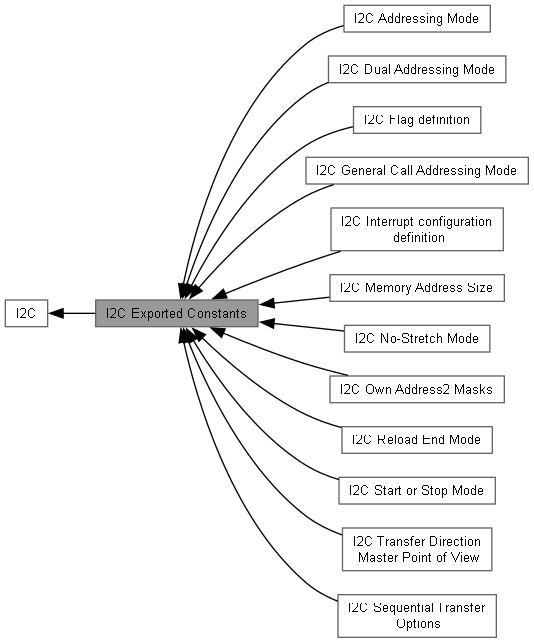 I2C Addressing Mode
I2C Dual Addressing Mode
I2C Flag definition
I2C General Call Addressing Mode
I2C Interrupt configuration
definition
I2C Memory Address Size
I2C
I2C Exported Constants
I2C No-Stretch Mode
I2C Own Address2 Masks
I2C Reload End Mode
I2C Start or Stop Mode
I2C Transfer Direction
Master Point of View
I2C Sequential Transfer
Options